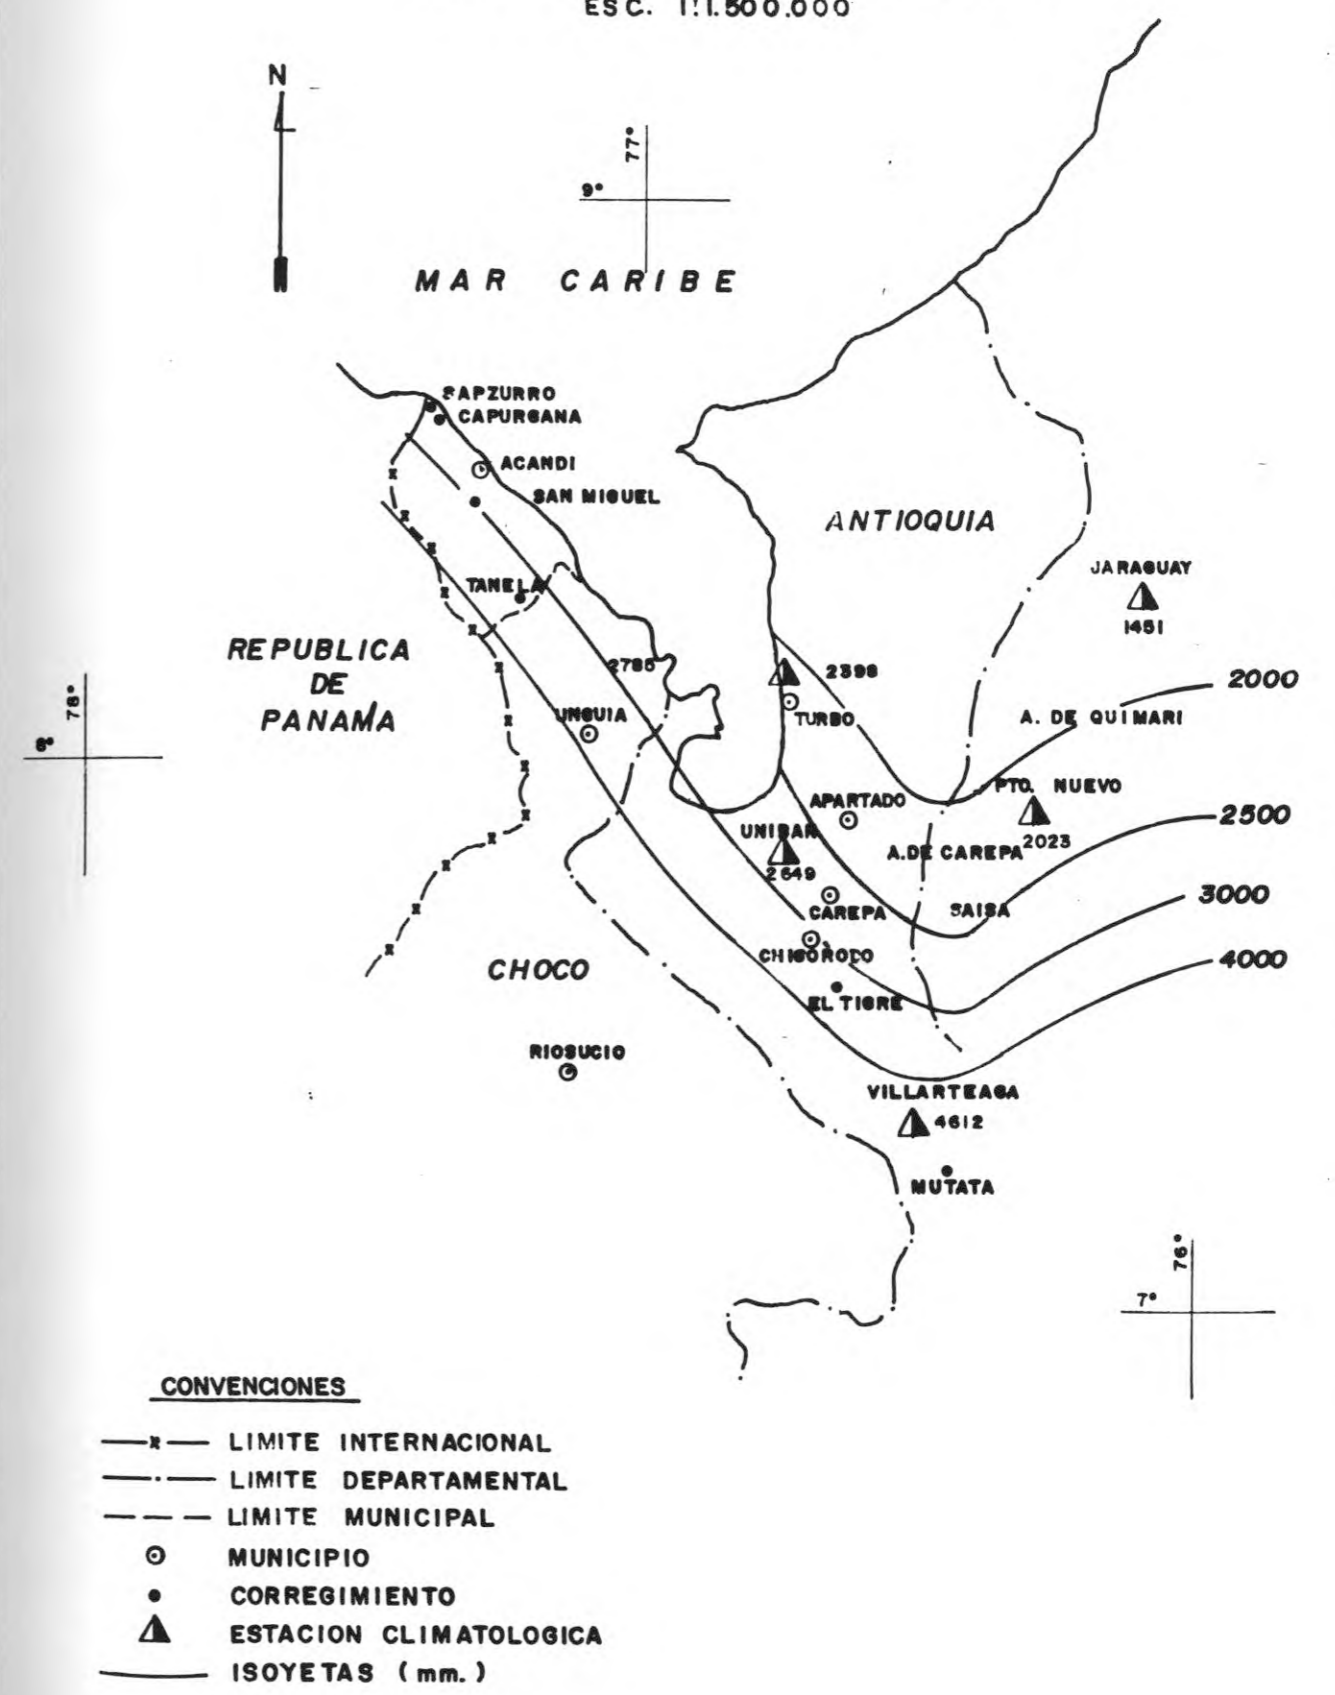 ESC. 1:1.500.000
N
77°
9°
MAR CARIBE
SAPZURRO
CAPURGANA
ACANDI
SAN MIGUEL
ANTIOQUIA
JARAGUAY
1451
TANELA
REPUBLICA
DE
PANAMA
2785
2398
2000
78°
8°
UNGUIA
TURBO
A. DE QUIMARI
PTO. NUEVO
2023
APARTADO
2500
UNIBAN
2649
A. DE CAREPA
3000
CAREPA
SAISA
CHIGORODO
4000
CHOCO
EL TIGRE
RIOSUCIO
VILLARTEAGA
4612
MUTATA
76°
7°
CONVENCIONES
LIMITE INTERNACIONAL
LIMITE DEPARTAMENTAL
LIMITE MUNICIPAL
MUNICIPIO
CORREGIMIENTO
ESTACION CLIMATOLOGICA
ISOYETAS (mm.)